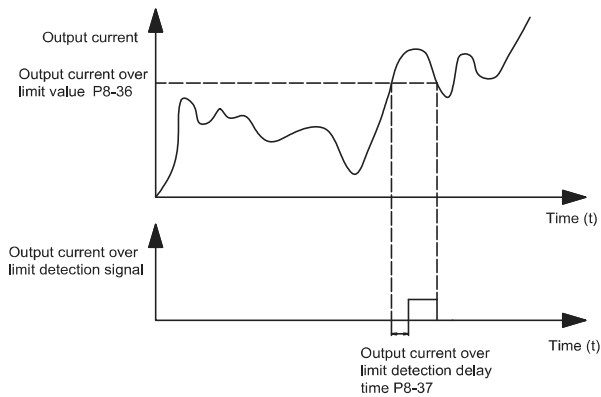 Output current
Output current over
limit value P8-36
Time (t)
Output current over
limit detection signal
Time (t)
Output current over
limit detection delay
time P8-37